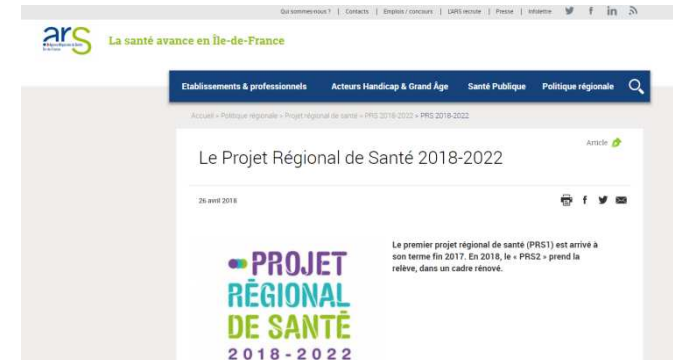 Qui sommes-nous ? | Contacts | Emplois / concours | L'ARS recrute | Presse | Infolettre
ars
La santé avance en Île-de-France
Etablissements & professionnels Acteurs Handicap & Grand Âge Santé Publique Politique régionale
Accueil » Politique régionale » Projet régional de santé » PRS 2018-2022 » PRS 2018-2022
Article
Le Projet Régional de Santé 2018-2022
26 avril 2018
Le premier projet régional de santé (PRS1) est arrivé à
son terme fin 2017. En 2018, le « PRS2 » prend la
relève, dans un cadre rénové.
PROJET
RÉGIONAL
DE SANTÉ
2018-2022